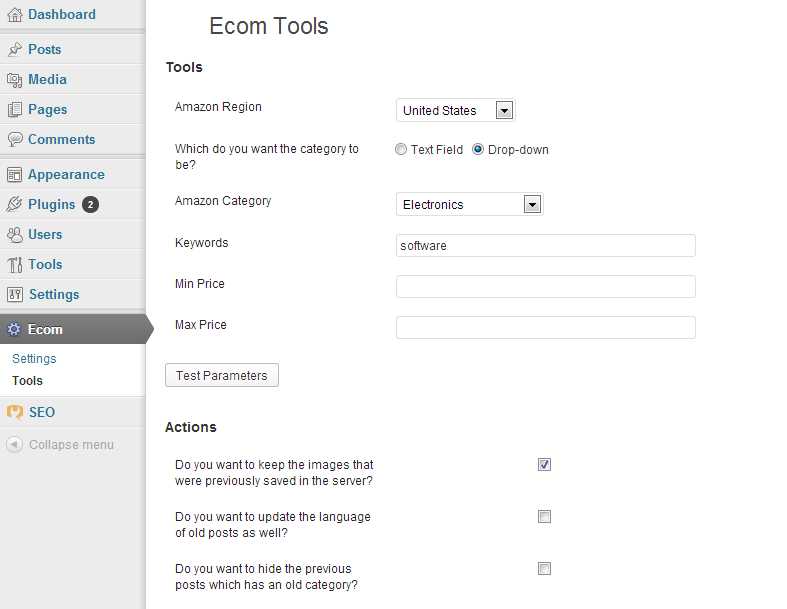 Dashboard
Posts
Media
Pages
Comments
Appearance
Plugins 2
Users
Tools
Settings
Ecom
Settings
Tools
SEO
Collapse menu
Ecom Tools
Tools
Amazon Region
United States
Which do you want the category to
be?
Text Field Drop-down
Amazon Category
Electronics
Keywords
software
Min Price
Max Price
Test Parameters
Actions
Do you want to keep the images that
were previously saved in the server?
Do you want to update the language
of old posts as well?
Do you want to hide the previous
posts which has an old category?